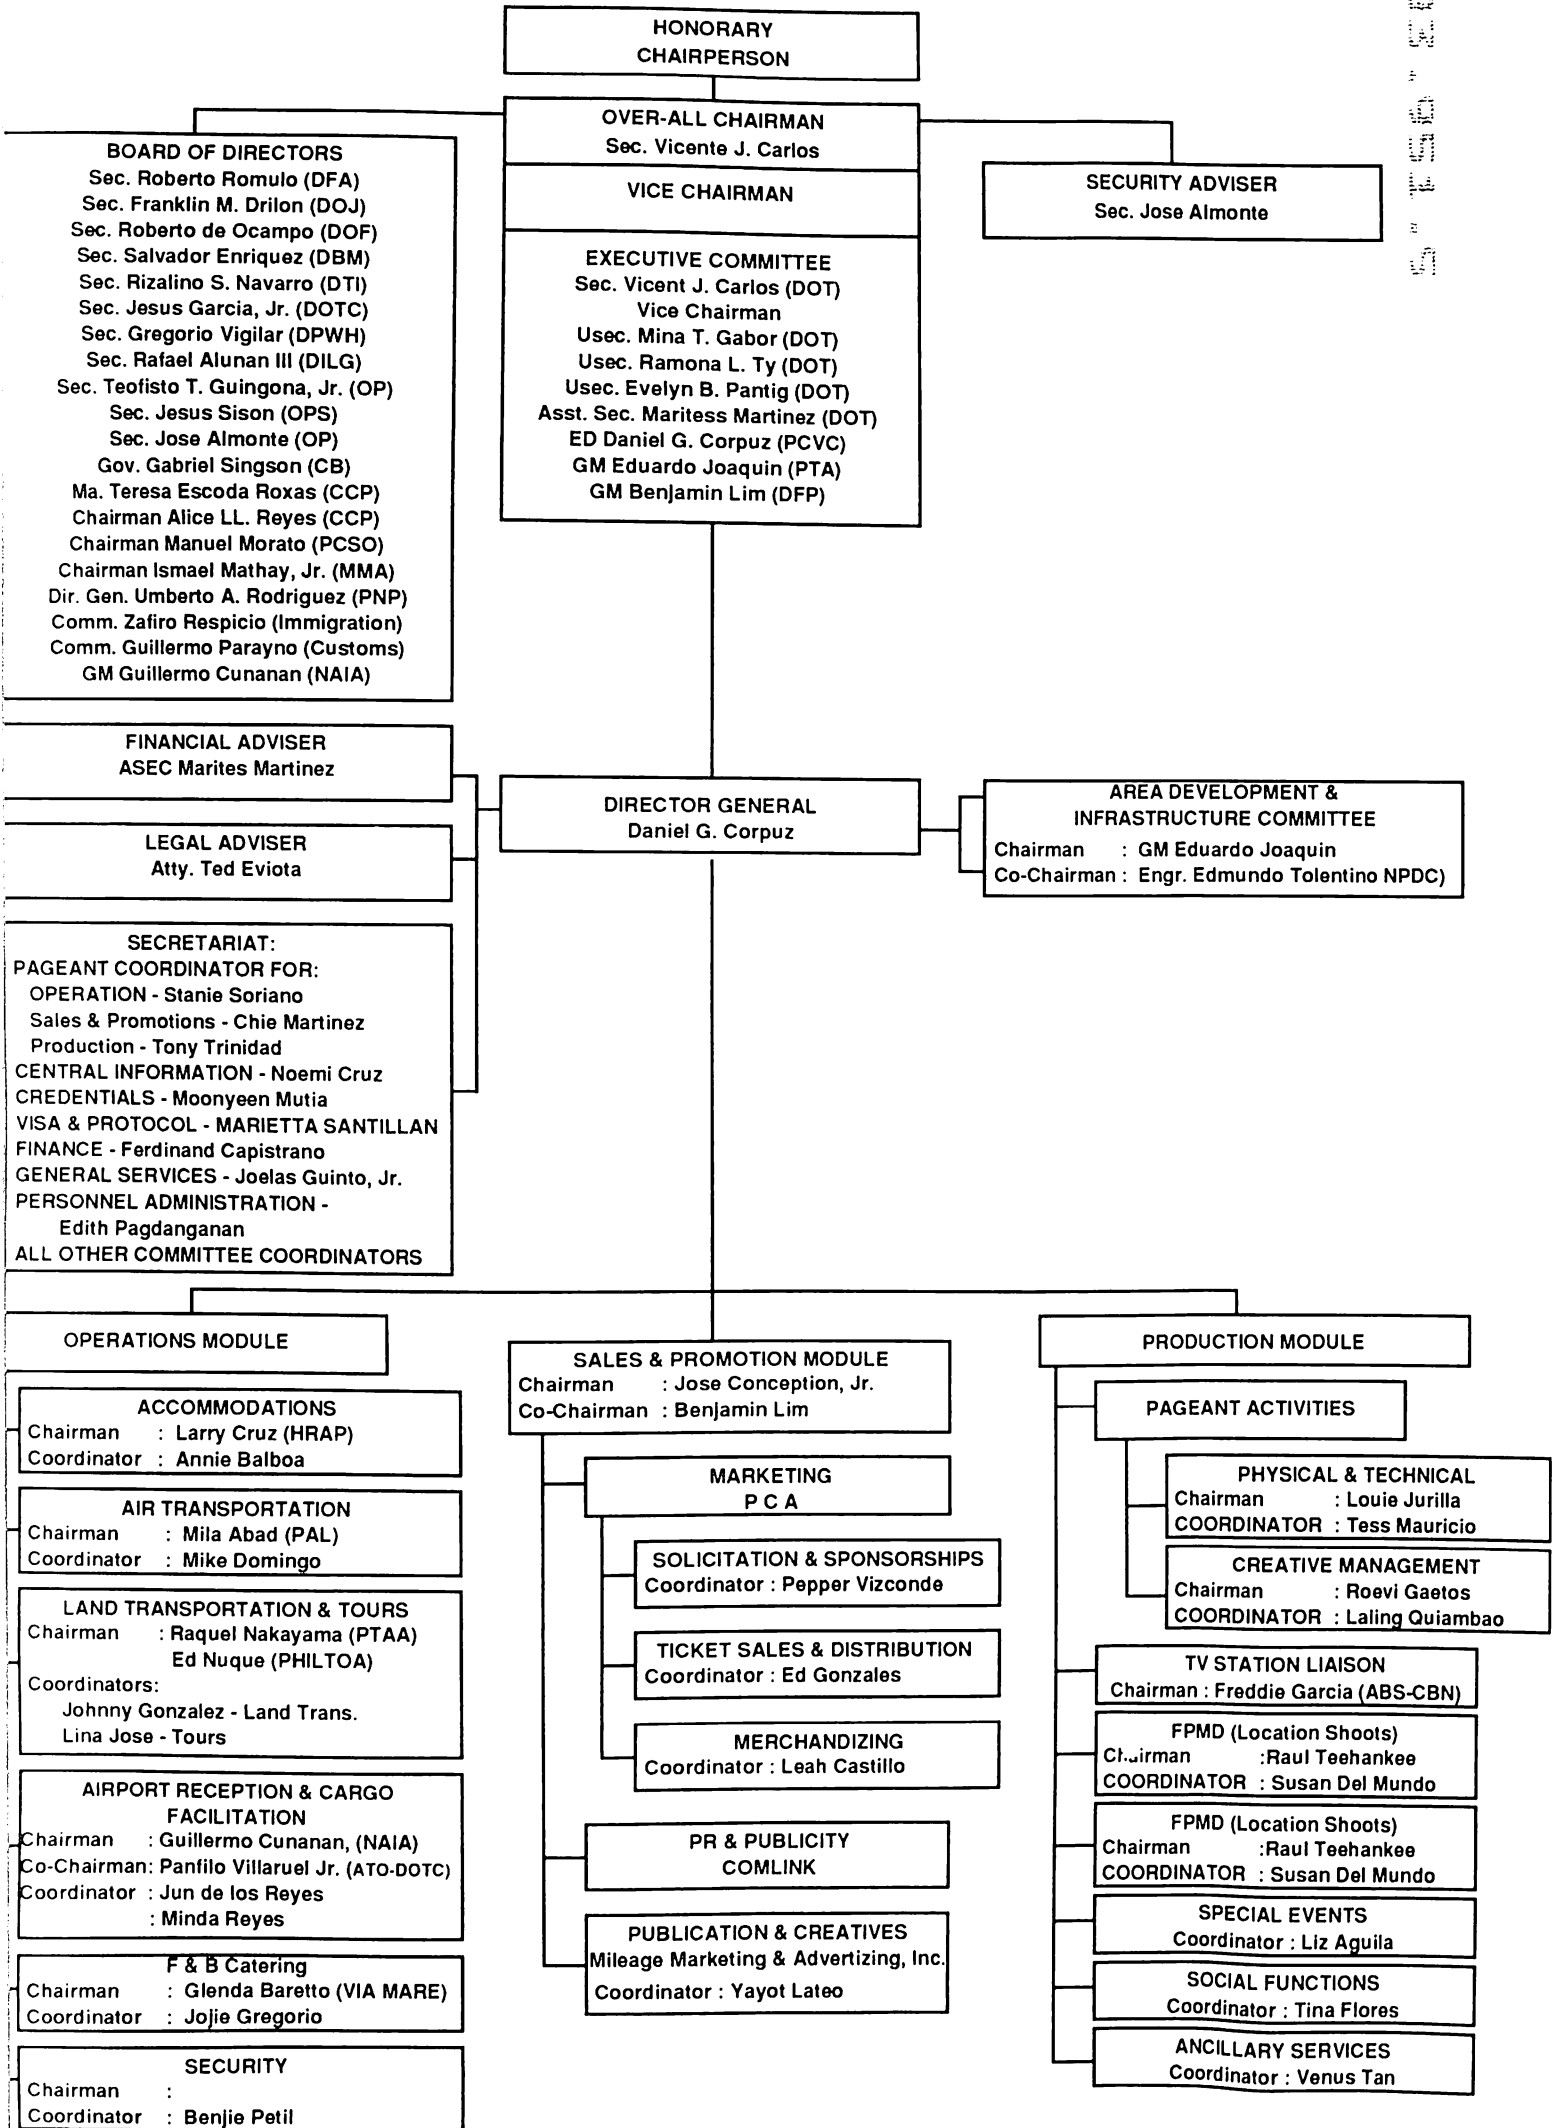 HONORARY
CHAIRPERSON
OVER-ALL CHAIRMAN
Sec. Vicente J. Carlos
VICE CHAIRMAN
EXECUTIVE COMMITTEE
Sec. Vicent J. Carlos (DOT)
Vice Chairman
Usec. Mina T. Gabor (DOT)
Usec. Ramona L. Ty (DOT)
Usec. Evelyn B. Pantig (DOT)
Asst. Sec. Maritess Martinez (DOT)
ED Daniel G. Corpuz (PCVC)
GM Eduardo Joaquin (PTA)
GM Benjamin Lim (DFP)
BOARD OF DIRECTORS
Sec. Roberto Romulo (DFA)
Sec. Franklin M. Drilon (DOJ)
Sec. Roberto de Ocampo (DOF)
Sec. Salvador Enriquez (DBM)
Sec. Rizalino S. Navarro (DTI)
Sec. Jesus Garcia, Jr. (DOTC)
Sec. Gregorio Vigilar (DPWH)
Sec. Rafael Alunan III (DILG)
Sec. Teofisto T. Guingona, Jr. (OP)
Sec. Jesus Sison (OPS)
Sec. Jose Almonte (OP)
Gov. Gabriel Singson (CB)
Ma. Teresa Escoda Roxas (CCP)
Chairman Alice LL. Reyes (CCP)
Chairman Manuel Morato (PCSO)
Chairman Ismael Mathay, Jr. (MMA)
Dir. Gen. Umberto A. Rodriguez (PNP)
Comm. Zafiro Respicio (Immigration)
Comm. Guillermo Parayno (Customs)
GM Guillermo Cunanan (NAIA)
SECURITY ADVISER
Sec. Jose Almonte
FINANCIAL ADVISER
ASEC Marites Martinez
LEGAL ADVISER
Atty. Ted Eviota
DIRECTOR GENERAL
Daniel G. Corpuz
AREA DEVELOPMENT &
INFRASTRUCTURE COMMITTEE
Chairman : GM Eduardo Joaquin
Co-Chairman : Engr. Edmundo Tolentino NPDC)
SECRETARIAT:
PAGEANT COORDINATOR FOR:
OPERATION - Stanie Soriano
Sales & Promotions - Chie Martinez
Production - Tony Trinidad
CENTRAL INFORMATION - Noemi Cruz
CREDENTIALS - Moonyeen Mutia
VISA & PROTOCOL - MARIETTA SANTILLAN
FINANCE - Ferdinand Capistrano
GENERAL SERVICES - Joelas Guinto, Jr.
PERSONNEL ADMINISTRATION -
Edith Pagdanganan
ALL OTHER COMMITTEE COORDINATORS
OPERATIONS MODULE
ACCOMMODATIONS
Chairman : Larry Cruz (HRAP)
Coordinator : Annie Balboa
AIR TRANSPORTATION
Chairman : Mila Abad (PAL)
Coordinator : Mike Domingo
LAND TRANSPORTATION & TOURS
Chairman : Raquel Nakayama (PTAA)
Ed Nuque (PHILTOA)
Coordinators:
Johnny Gonzalez - Land Trans.
Lina Jose - Tours
AIRPORT RECEPTION & CARGO
FACILITATION
Chairman : Guillermo Cunanan, (NAIA)
Co-Chairman: Panfilo Villaruel Jr. (ATO-DOTC)
Coordinator : Jun de los Reyes
: Minda Reyes
F & B Catering
Chairman : Glenda Baretto (VIA MARE)
Coordinator : Jojie Gregorio
SECURITY
Chairman :
Coordinator : Benjie Petil
SALES & PROMOTION MODULE
Chairman : Jose Conception, Jr.
Co-Chairman : Benjamin Lim
MARKETING
P C A
SOLICITATION & SPONSORSHIPS
Coordinator : Pepper Vizconde
TICKET SALES & DISTRIBUTION
Coordinator : Ed Gonzales
MERCHANDIZING
Coordinator : Leah Castillo
PR & PUBLICITY
COMLINK
PUBLICATION & CREATIVES
Mileage Marketing & Advertizing, Inc.
Coordinator : Yayot Lateo
PRODUCTION MODULE
PAGEANT ACTIVITIES
PHYSICAL & TECHNICAL
Chairman : Louie Jurilla
COORDINATOR : Tess Mauricio
CREATIVE MANAGEMENT
Chairman : Roevi Gaetos
COORDINATOR : Laling Quiambao
TV STATION LIAISON
Chairman : Freddie Garcia (ABS-CBN)
FPMD (Location Shoots)
Chairman :Raul Teehankee
COORDINATOR : Susan Del Mundo
FPMD (Location Shoots)
Chairman :Raul Teehankee
COORDINATOR : Susan Del Mundo
SPECIAL EVENTS
Coordinator : Liz Aguila
SOCIAL FUNCTIONS
Coordinator : Tina Flores
ANCILLARY SERVICES
Coordinator : Venus Tan